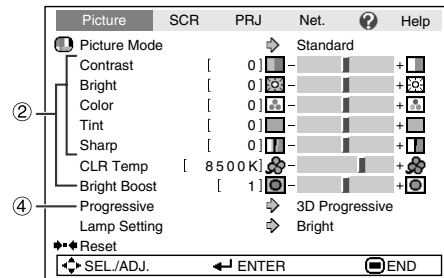 Picture SCR PRJ Net. ? Help
Picture Mode Standard
Contrast [ 0] - +
② Bright [ 0] - +
Color [ 0] - +
Tint [ 0] - +
Sharp [ 0] - +
CLR Temp [ 8500K] - +
Bright Boost [ 1] - +
④ Progressive 3D Progressive
Lamp Setting Bright
Reset
SEL./ADJ. ENTER END